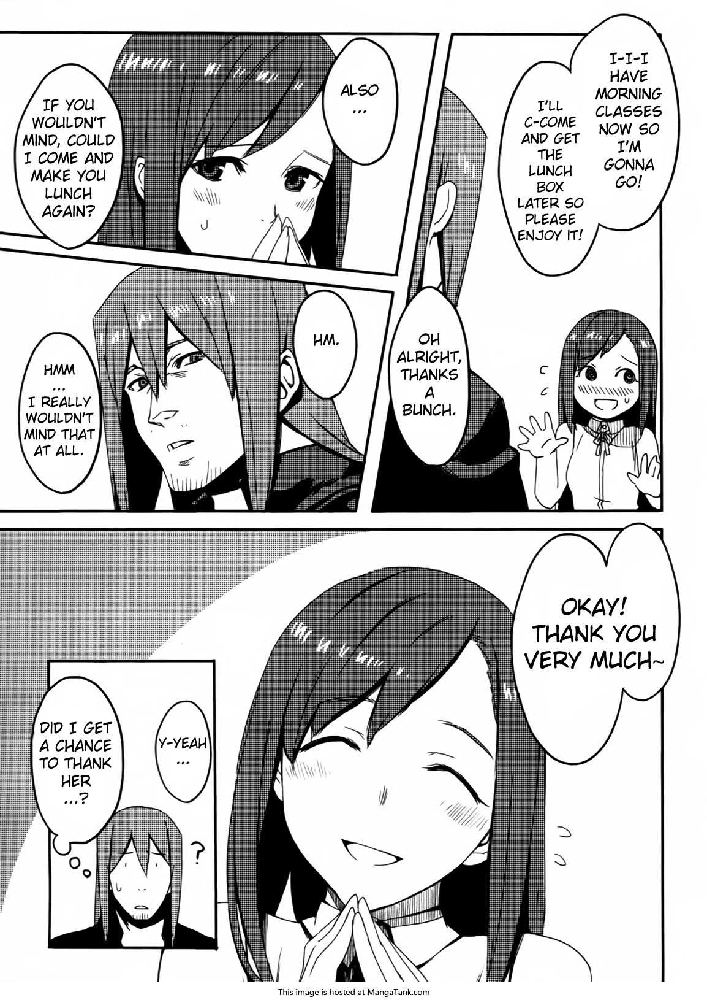 I-I-I
HAVE
MORNING
CLASSES
NOW SO
I'M
GONNA
GO!
I'LL
C-COME
AND GET
THE
LUNCH
BOX
LATER SO
PLEASE
ENJOY IT!
OH
ALRIGHT,
THANKS
A
BUNCH.
ALSO
...
IF YOU
WOULDN'T
MIND, COULD
I COME AND
MAKE YOU
LUNCH
AGAIN?
HM.
HMM
...
I REALLY
WOULDN'T
MIND THAT
AT ALL.
OKAY!
THANK YOU
VERY MUCH~
Y-YEAH
...
DID I GET
A CHANCE
TO THANK
HER
...?
?
This image is hosted at MangaTank.com